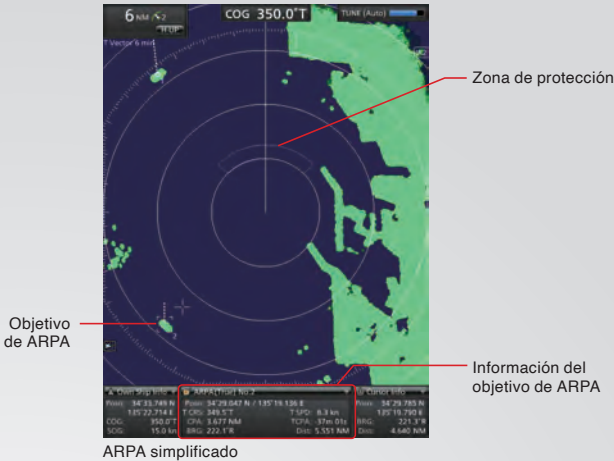 6 NM
2
H UP
COG 350.0°T
TUNE (Auto)
T Vector 6 min
Zona de protección
Objetivo
de ARPA
Información del
objetivo de ARPA
Own Ship Info
Posn: 34°33.749 N
135°22.714 E
COG: 350.0°T
SOG: 15.0 kn
ARPA[True] No.2
Posn: 34°29.047 N / 135°19.136 E
T CRS: 349.5°T T SPD: 8.3 kn
CPA: 3.677 NM TCPA: -37m 01s
BRG: 222.1°R Dist: 5.551 NM
Cursor Info
Posn: 34°29.785 N
135°19.790 E
BRG: 221.3°R
Dist: 4.640 NM
ARPA simplificado